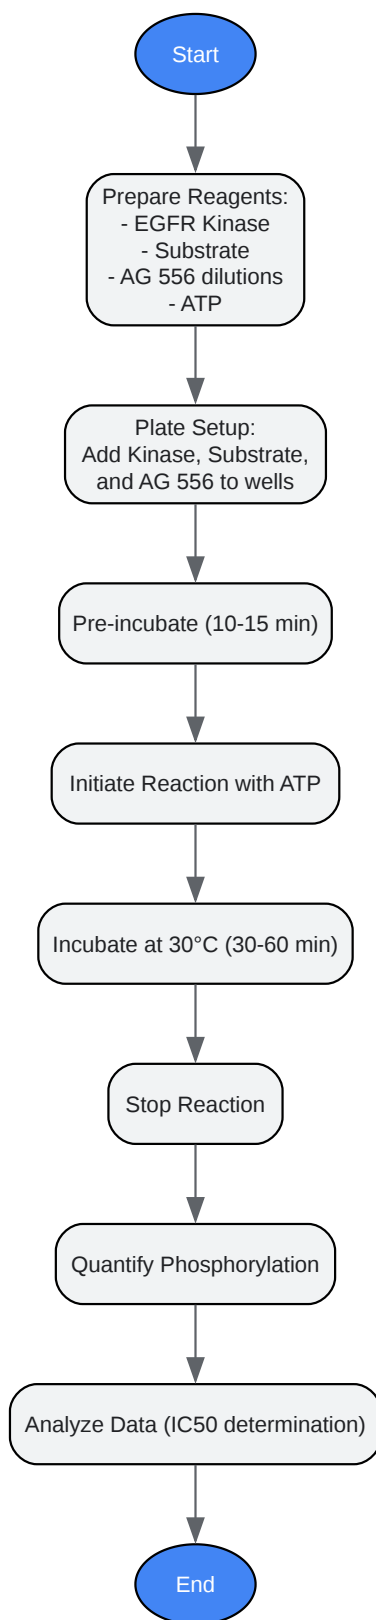 Start
Prepare Reagents:
- EGFR Kinase
- Substrate
- AG 556 dilutions
- ATP
Plate Setup:
Add Kinase, Substrate,
and AG 556 to wells
Pre-incubate (10-15 min)
Initiate Reaction with ATP
Incubate at 30°C (30-60 min)
Stop Reaction
Quantify Phosphorylation
Analyze Data (IC50 determination)
End